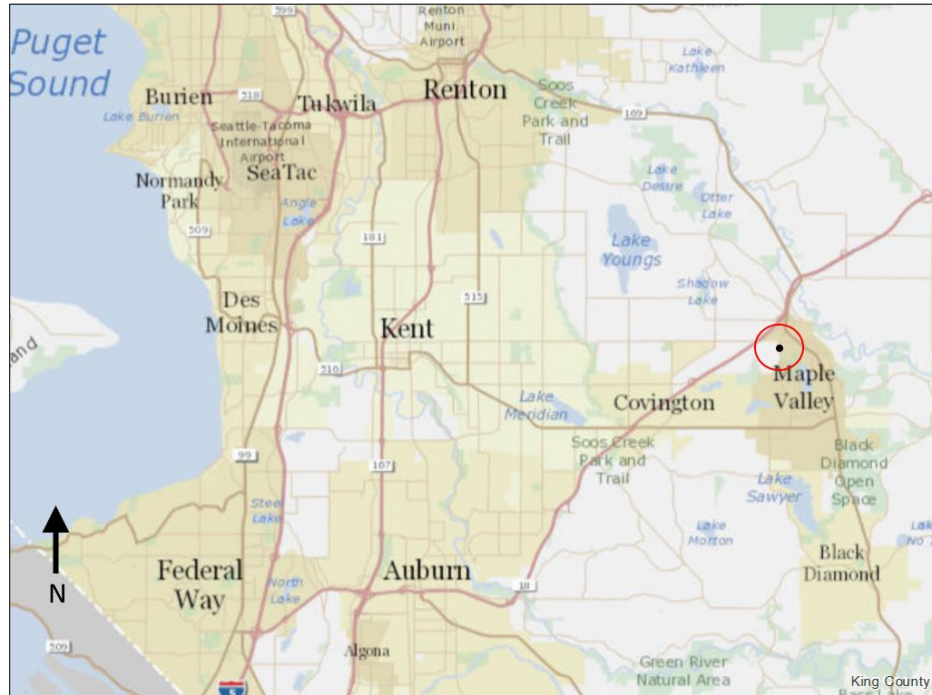 599
Renton
Muni
Airport
Puget
Sound
Lake
Kathleen
Burien
518
Tukwila
Renton
Soos
Creek
Park and
Trail
169
Lake Burien
Seattle-Tacoma
International
Airport
SeaTac
Normandy
Park
Angle
Lake
Lake
Desire
Otter
Lake
509
181
Lake
Youngs
Shadow
Lake
Des
Moines
515
Kent
land
516
Maple
Valley
Lake
Meridian
Covington
Soos Creek
Park and
Trail
Black
Diamond
Open
Space
99
167
Lake
Sawyer
Steel
Lake
Lake
Morton
Lake
No
N
Federal
Way
North
Lake
Auburn
18
Black
Diamond
509
Algona
Green River
Natural Area
5
King County